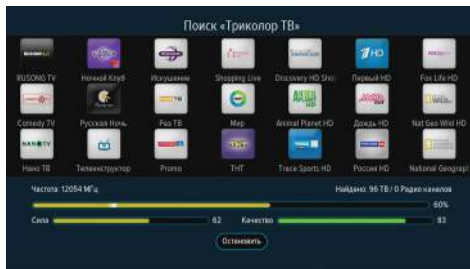 Поиск «Триколор ТВ»
RUSONG TV Ночной Клуб Искушение Shopping Live Discovery HD Sho Первый HD Fox Life HD
Comedy TV Русская Ночь Рен ТВ Мир Animal Planet HD Дождь HD Nat Geo Wild HD
Нано ТВ Телеинструктор Promo ТНТ Trace Sports HD Россия HD National Geograp
Частота: 12054 МГц Найдено: 96 ТВ / 0 Радио каналов
60%
Сила 62 Качество 83
Остановить